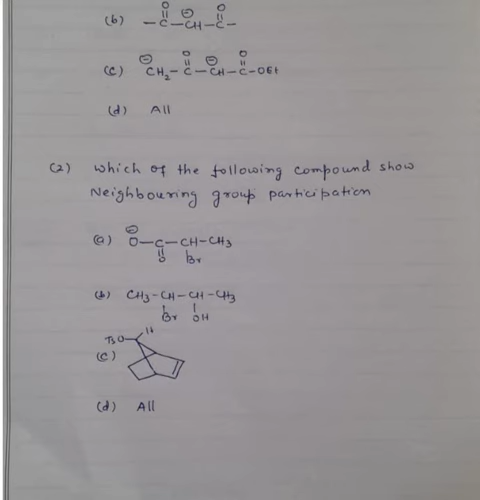 (b) -C(=O)-CH⊖-C(=O)-
(c) ⊖CH₂-C(=O)-CH⊖-C(=O)-OEt
(d) All
(2) which of the following compound show
Neighbouring group participation
(a) ⊖O-C(=O)-CH(Br)-CH₃
(b) CH₃-CH(Br)-CH(OH)-CH₃
TsO H
(c)
(d) All